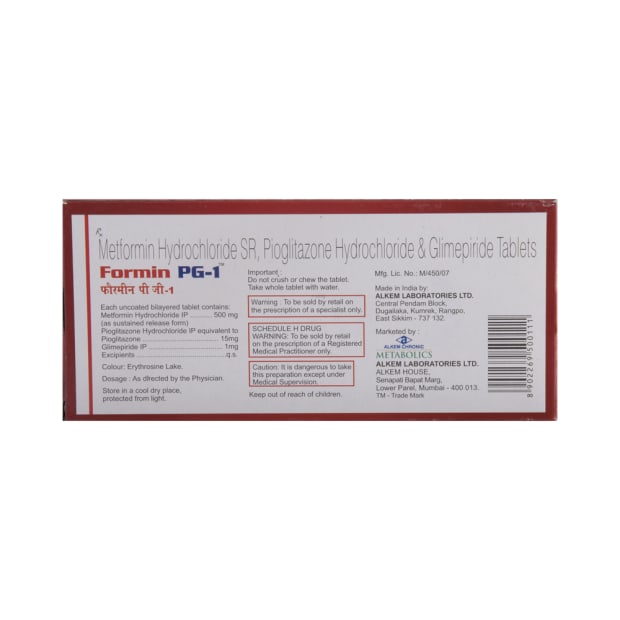 Rx
Metformin Hydrochloride SR, Pioglitazone Hydrochloride & Glimepiride Tablets
Formin PG-1™
फौरमीन पी जी-1
Each uncoated bilayered tablet contains:
Metformin Hydrochloride IP .......... 500 mg
(as sustained release form)
Pioglitazone Hydrochloride IP equivalent to
Pioglitazone ................................ 15mg
Glimepiride IP ............................. 1mg
Excipients ................................... q.s.
Colour: Erythrosine Lake.
Dosage : As directed by the Physician.
Store in a cool dry place,
protected from light.
Important :
Do not crush or chew the tablet.
Take whole tablet with water.
Warning : To be sold by retail on
the prescription of a specialist only.
SCHEDULE H DRUG
WARNING: To be sold by retail
on the prescription of a Registered
Medical Practitioner only.
Caution: It is dangerous to take
this preparation except under
Medical Supervision.
Keep out of reach of children.
Mfg. Lic. No.: M/450/07
Made in India by:
ALKEM LABORATORIES LTD.
Central Pendam Block,
Dugailaka, Kumrek, Rangpo,
East Sikkim - 737 132.
Marketed by :
a
ALKEM CHRONIC
METABOLICS
ALKEM LABORATORIES LTD.
ALKEM HOUSE,
Senapati Bapat Marg,
Lower Parel, Mumbai - 400 013.
TM - Trade Mark
8 902269 500111